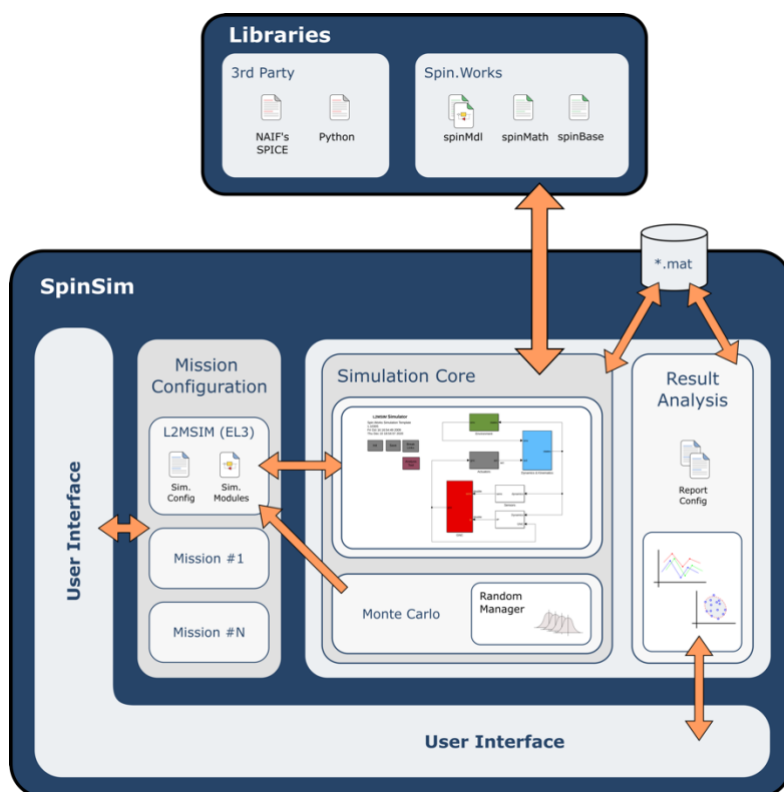 Libraries
3rd Party
NAIF's
SPICE
Python
Spin.Works
spinMdl
spinMath
spinBase
*.mat
SpinSim
User Interface
Mission
Configuration
L2MSIM (EL3)
Sim.
Config
Sim.
Modules
Mission #1
Mission #N
Simulation Core
Monte Carlo
Random
Manager
Result
Analysis
Report
Config
User Interface